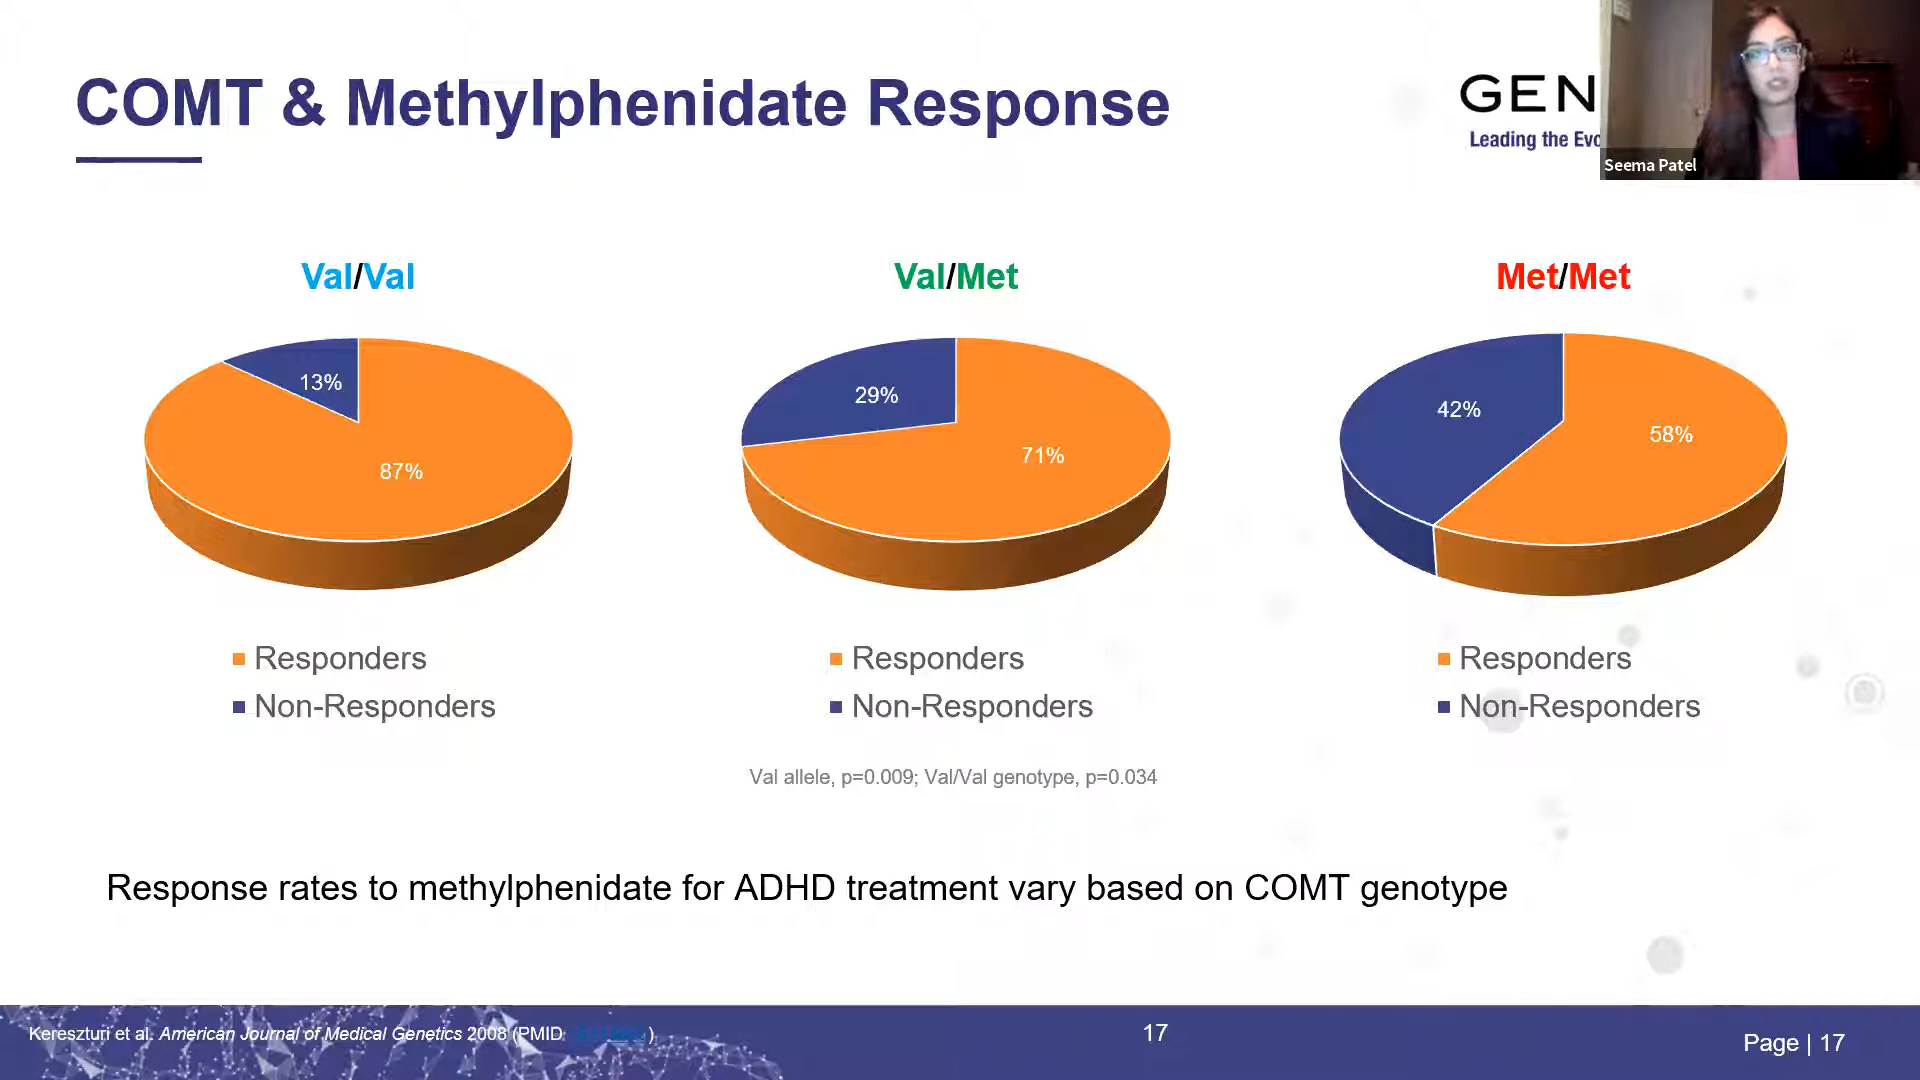 COMT & Methylphenidate Response
GEN
Leading the Evo
Seema Patel
Val/Val
Val/Met
Met/Met
13%
87%
29%
71%
42%
58%
Responders
Non-Responders
Responders
Non-Responders
Responders
Non-Responders
Val allele, p=0.009; Val/Val genotype, p=0.034
Response rates to methylphenidate for ADHD treatment vary based on COMT genotype
Kereszturi et al. American Journal of Medical Genetics 2008 (PMID )
17
Page | 17